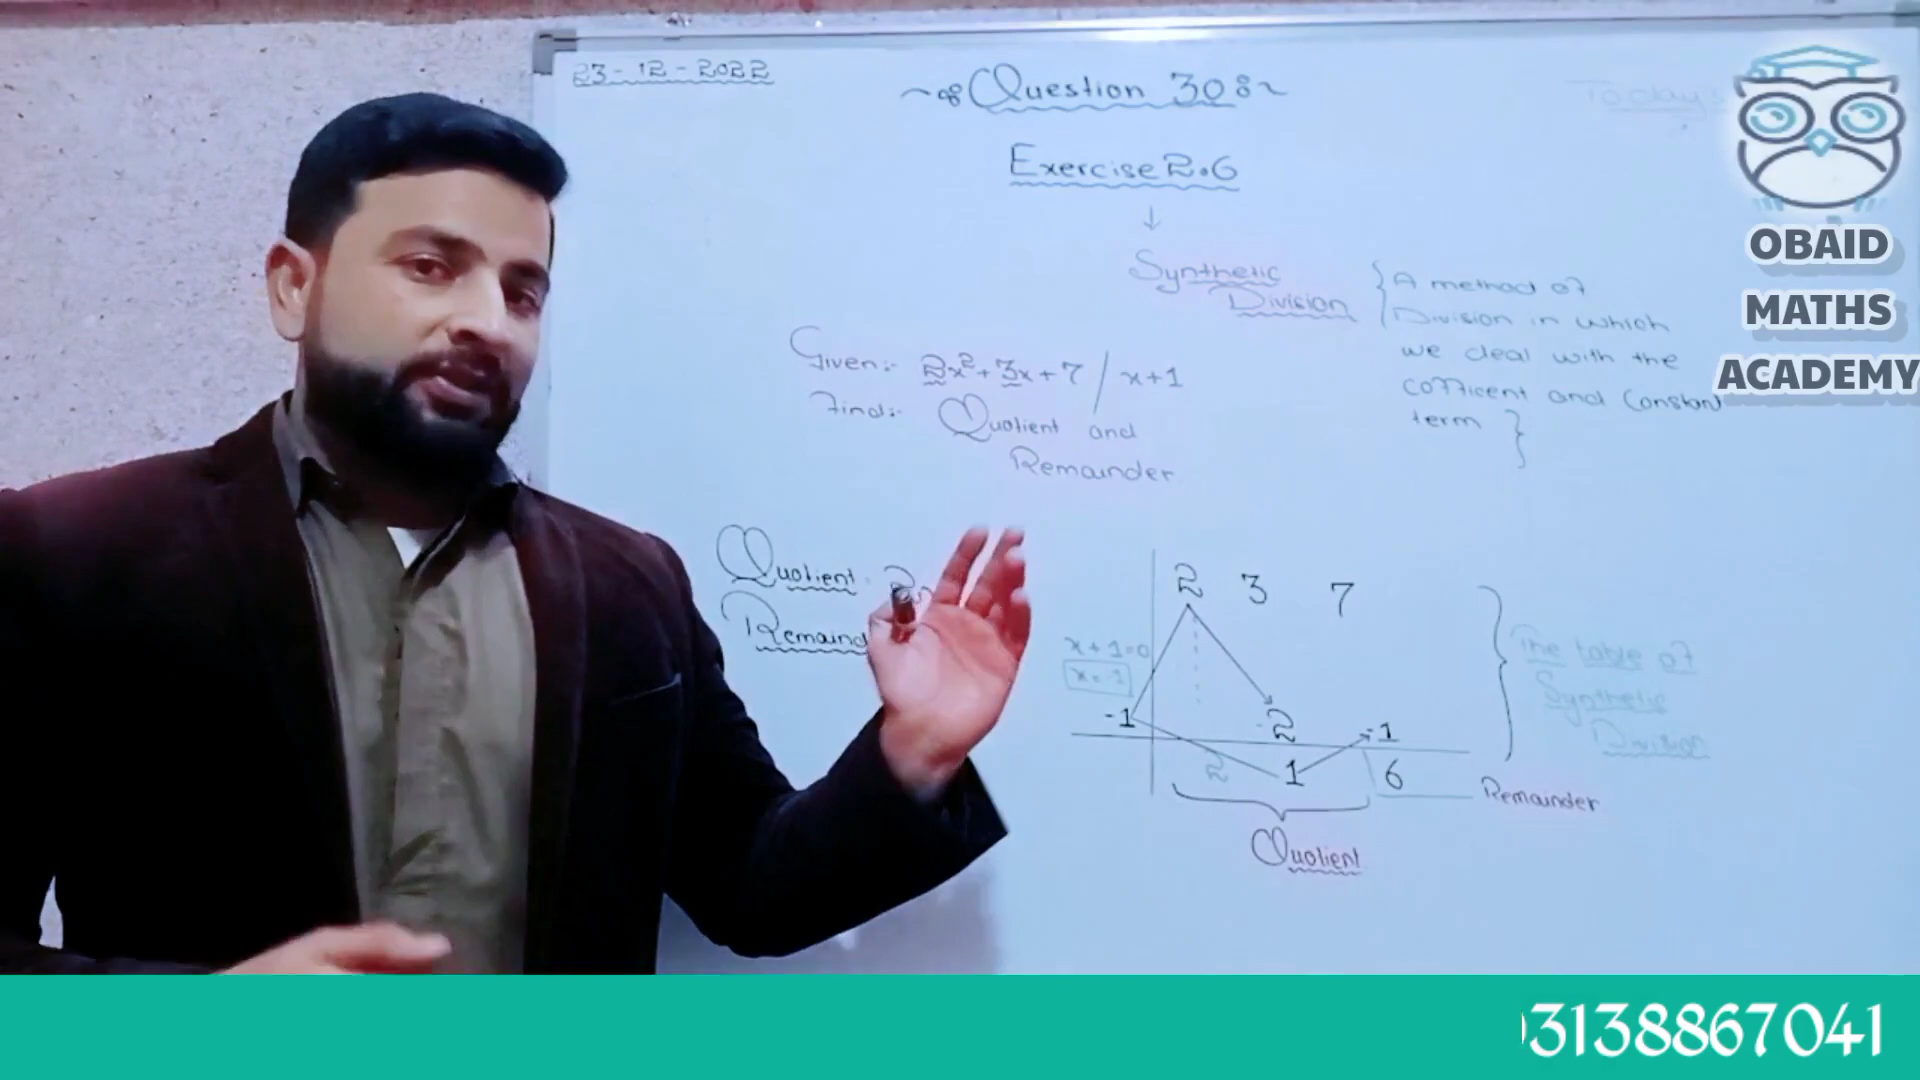 23-12-2022
Question 30
Exercise 2.6
↓
Synthetic
Division
{ A method of
Division in which
we deal with the
cofficent and Constant
term }
Given:- 2x²+3x+7 / x+1
Find:- Quotient and
Remainder
Quotient
Remaind
2 3 7
x+1=0
x=-1
-1 -2 -1
2 1 6
Remainder
Quotient
The table of
Synthetic
Division
OBAID
MATHS
ACADEMY
03138867041